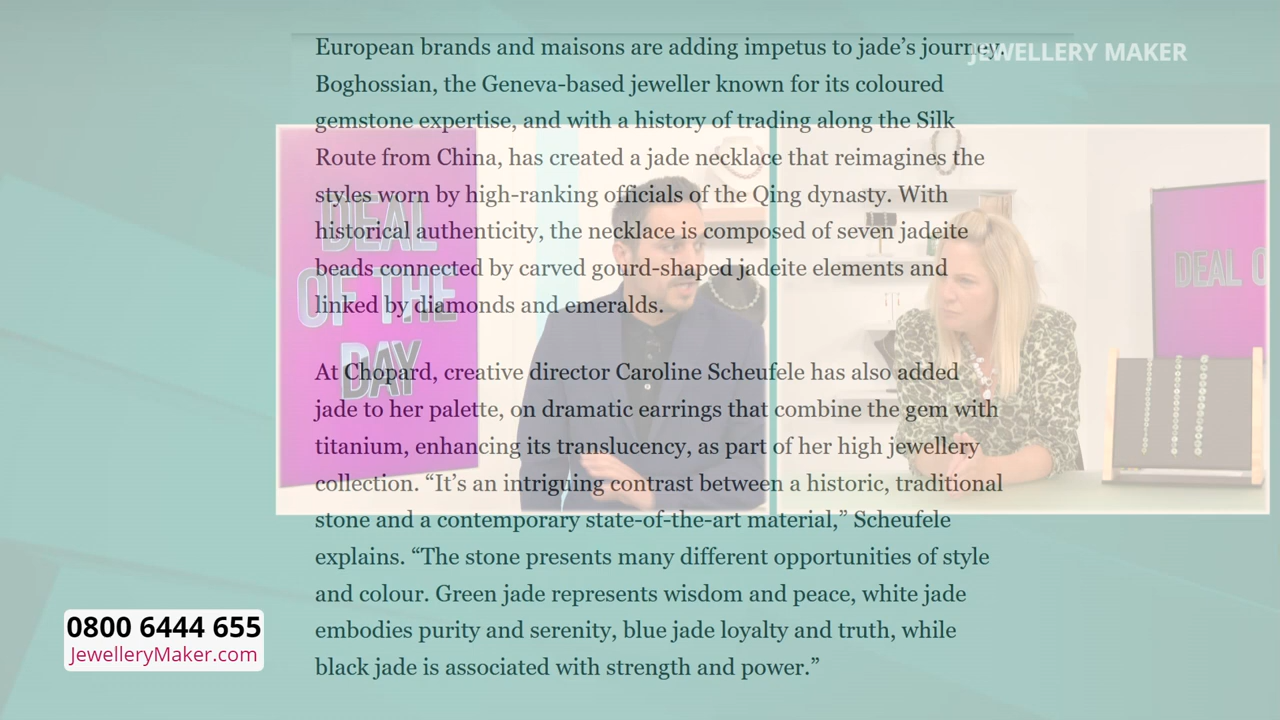 European brands and maisons are adding impetus to jade’s journey.
JEWELLERY MAKER
Boghossian, the Geneva-based jeweller known for its coloured
gemstone expertise, and with a history of trading along the Silk
Route from China, has created a jade necklace that reimagines the
styles worn by high-ranking officials of the Qing dynasty. With
historical authenticity, the necklace is composed of seven jadeite
beads connected by carved gourd-shaped jadeite elements and
linked by diamonds and emeralds.
At Chopard, creative director Caroline Scheufele has also added
jade to her palette, on dramatic earrings that combine the gem with
titanium, enhancing its translucency, as part of her high jewellery
collection. “It’s an intriguing contrast between a historic, traditional
stone and a contemporary state-of-the-art material,” Scheufele
explains. “The stone presents many different opportunities of style
and colour. Green jade represents wisdom and peace, white jade
embodies purity and serenity, blue jade loyalty and truth, while
black jade is associated with strength and power.”
DEAL
OF THE
DAY
DEAL O
0800 6444 655
JewelleryMaker.com